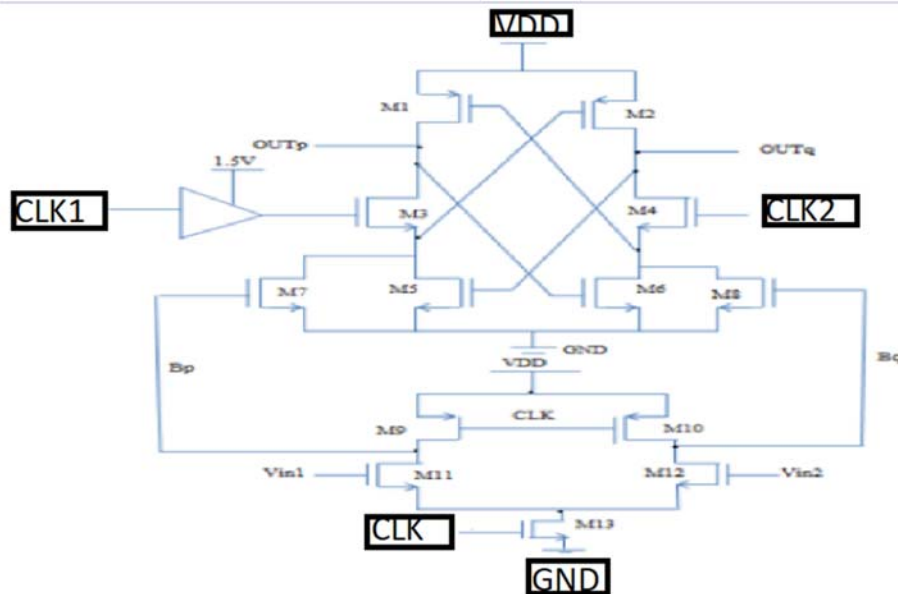 VDD
M1
M2
OUTp
OUTq
1.5V
CLK1
M3
M4
CLK2
M7
M5
M6
M8
GND
VDD
Bp
Bq
M9
CLK
M10
Vin1
M11
M12
Vin2
CLK
M13
GND